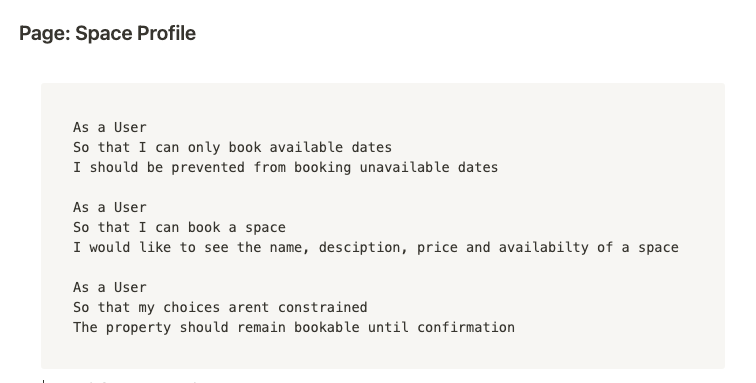 Page: Space Profile
As a User
So that I can only book available dates
I should be prevented from booking unavailable dates
As a User
So that I can book a space
I would like to see the name, desciption, price and availabilty of a space
As a User
So that my choices arent constrained
The property should remain bookable until confirmation